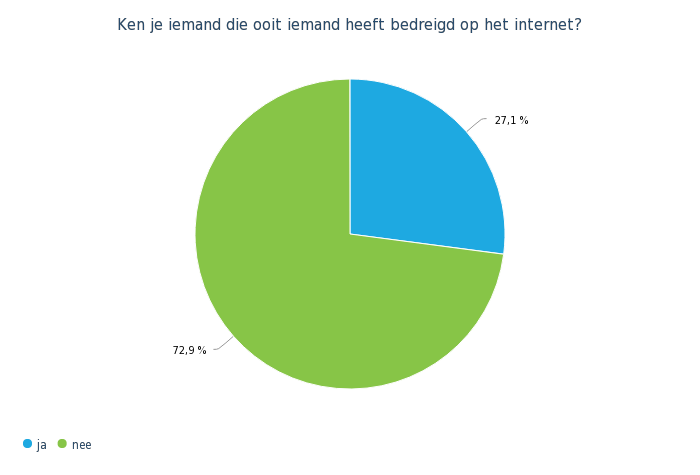 Ken je iemand die ooit iemand heeft bedreigd op het internet?
27,1 %
72,9 %
ja nee